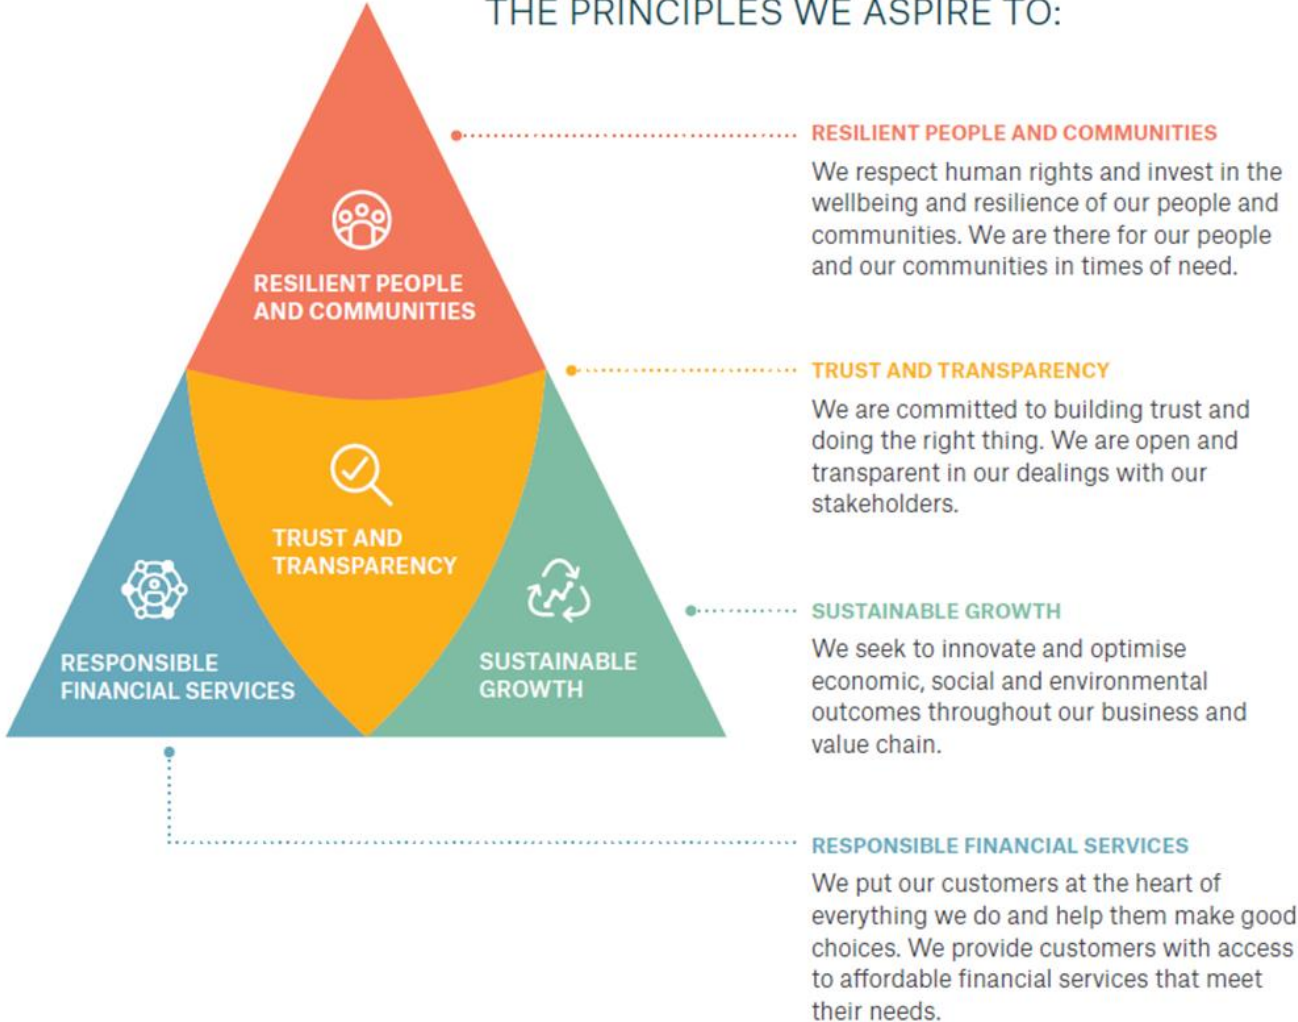 THE PRINCIPLES WE ASPIRE TO:
RESILIENT PEOPLE
AND COMMUNITIES
TRUST AND
TRANSPARENCY
RESPONSIBLE
FINANCIAL SERVICES
SUSTAINABLE
GROWTH
RESILIENT PEOPLE AND COMMUNITIES
We respect human rights and invest in the
wellbeing and resilience of our people and
communities. We are there for our people
and our communities in times of need.
TRUST AND TRANSPARENCY
We are committed to building trust and
doing the right thing. We are open and
transparent in our dealings with our
stakeholders.
SUSTAINABLE GROWTH
We seek to innovate and optimise
economic, social and environmental
outcomes throughout our business and
value chain.
RESPONSIBLE FINANCIAL SERVICES
We put our customers at the heart of
everything we do and help them make good
choices. We provide customers with access
to affordable financial services that meet
their needs.